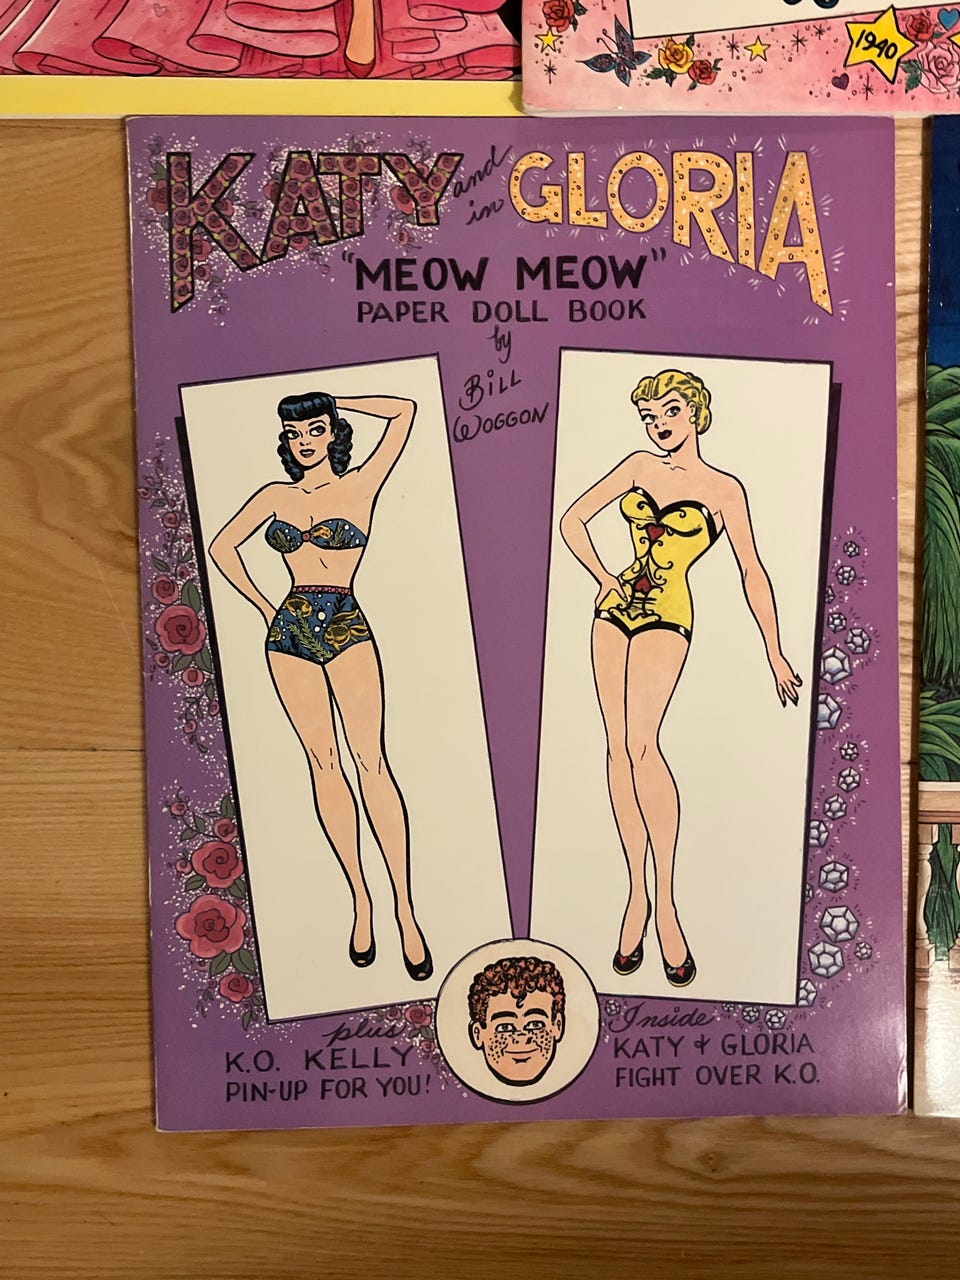 1940
KATY and in GLORIA
"MEOW MEOW"
PAPER DOLL BOOK
by
BILL
WOGGON
plus
K.O. KELLY
PIN-UP FOR YOU!
Inside
KATY & GLORIA
FIGHT OVER K.O.